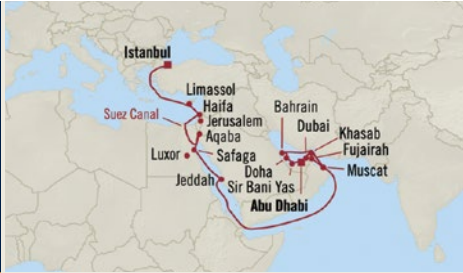 Istanbul
Limassol
Haifa
Suez Canal
Jerusalem
Aqaba
Luxor
Safaga
Jeddah
Bahrain
Dubai
Khasab
Fujairah
Doha
Muscat
Sir Bani Yas
Abu Dhabi